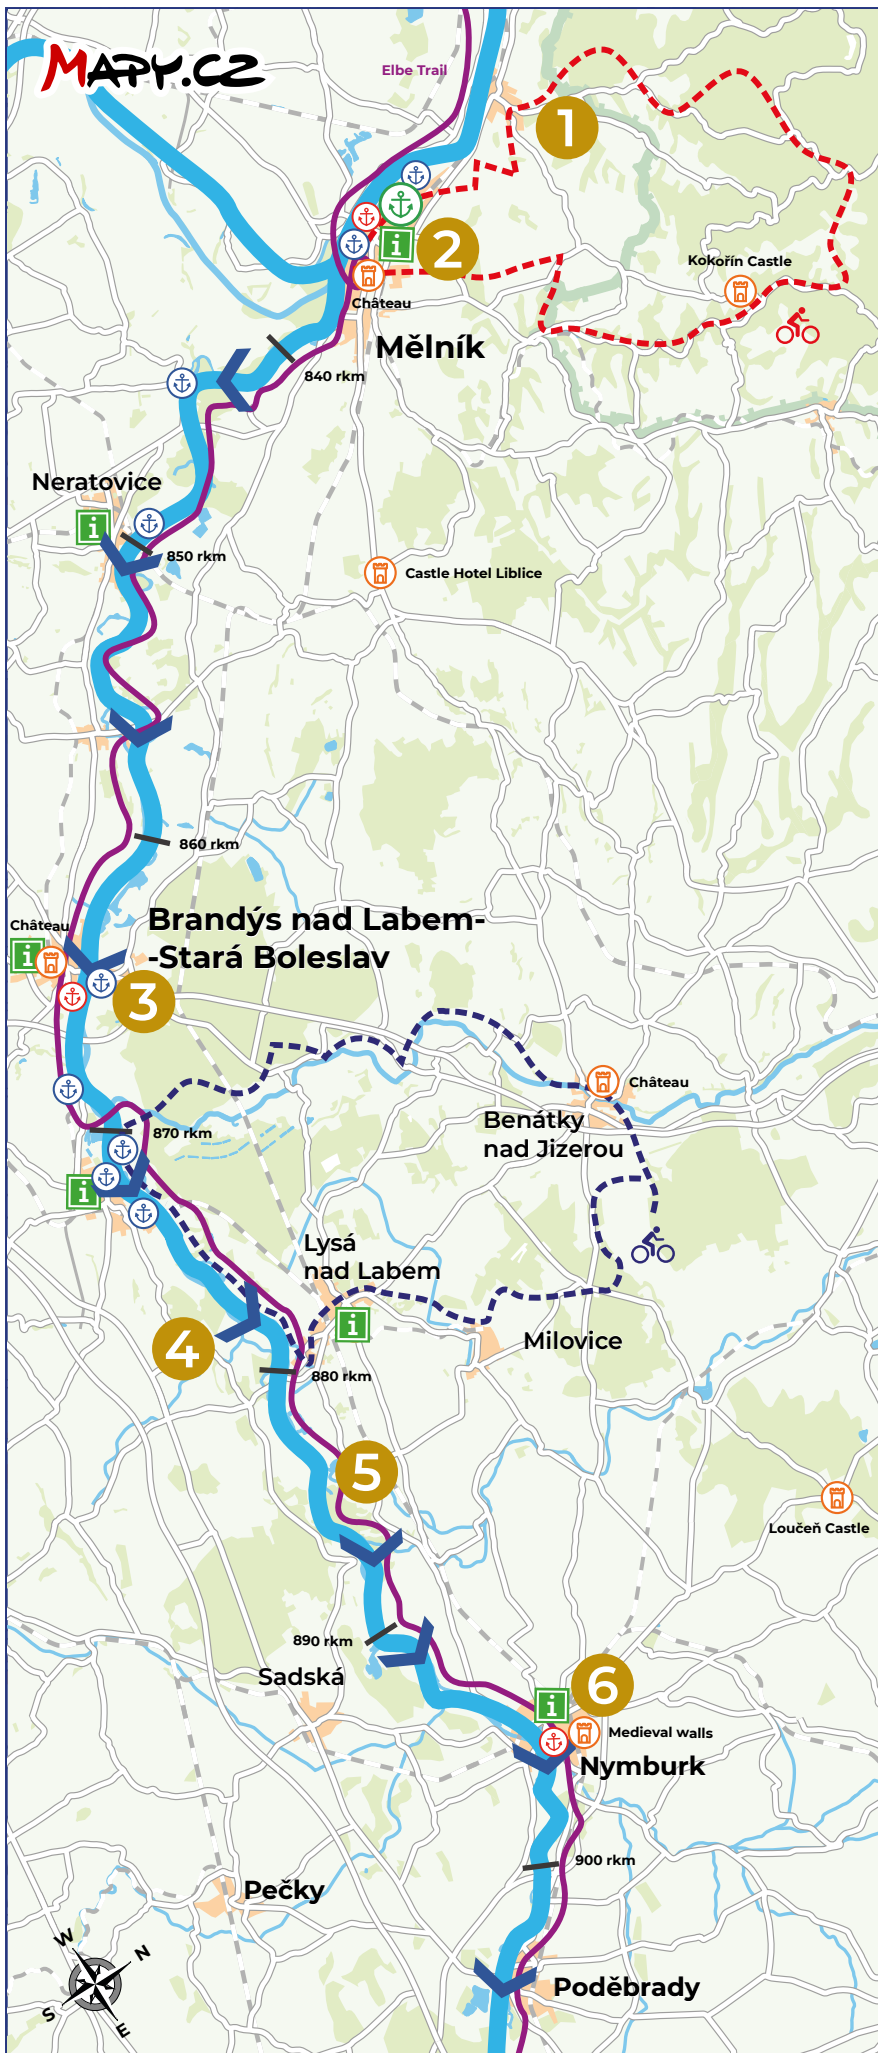 Mapy.cz
Elbe Trail
1
2
Kokořín Castle
Château
Mělník
840 rkm
Neratovice
850 rkm
Castle Hotel Liblice
860 rkm
Château
Brandýs nad Labem-
-Stará Boleslav
3
Château
Benátky
nad Jizerou
870 rkm
Lysá
nad Labem
4
Milovice
880 rkm
5
Loučeň Castle
890 rkm
Sadská
6
Medieval walls
Nymburk
900 rkm
Pečky
W
N
S
E
Poděbrady